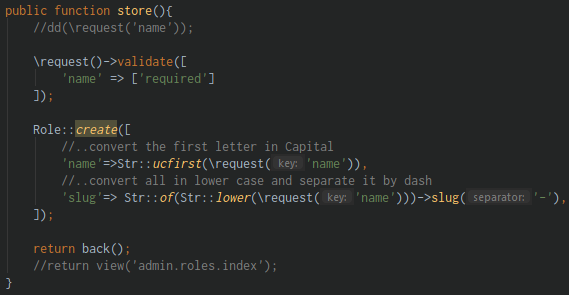 public function store(){
//dd(\request('name'));
\request()->validate([
'name' => ['required']
]);
Role::create([
//..convert the first letter in Capital
'name'=>Str::ucfirst(\request( key: 'name')),
//..convert all in lower case and separate it by dash
'slug'=> Str::of(Str::lower(\request( key: 'name')))->slug( separator: '-'),
]);
return back();
//return view('admin.roles.index');
}